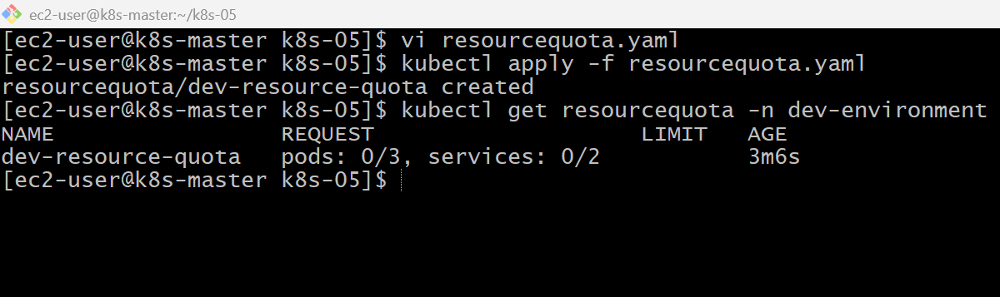 ec2-user@k8s-master:~/k8s-05
[ec2-user@k8s-master k8s-05]$ vi resourcequota.yaml
[ec2-user@k8s-master k8s-05]$ kubectl apply -f resourcequota.yaml
resourcequota/dev-resource-quota created
[ec2-user@k8s-master k8s-05]$ kubectl get resourcequota -n dev-environment
NAME                 REQUEST                    LIMIT   AGE
dev-resource-quota   pods: 0/3, services: 0/2           3m6s
[ec2-user@k8s-master k8s-05]$